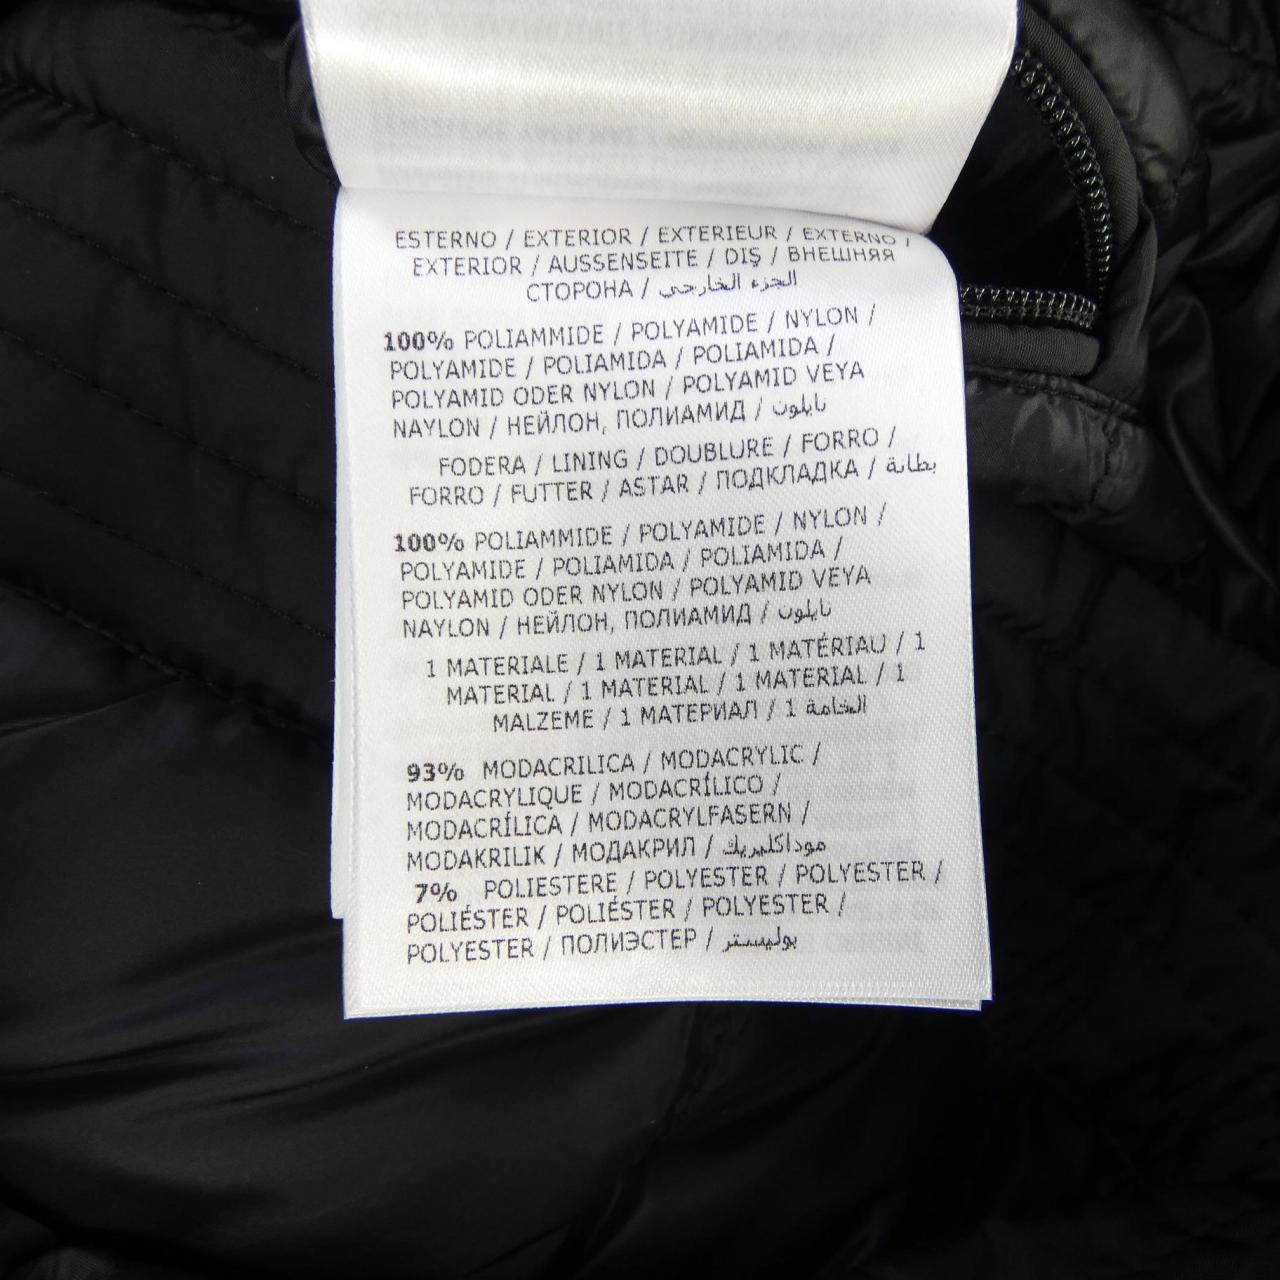 ESTERNO / EXTERIOR / EXTERIEUR / EXTERNO /
EXTERIOR / AUSSENSEITE / DIŞ / ВНЕШНЯЯ
СТОРОНА / الجزء الخارجي
100% POLIAMMIDE / POLYAMIDE / NYLON /
POLYAMIDE / POLIAMIDA / POLIAMIDA /
POLYAMID ODER NYLON / POLYAMID VEYA
NAYLON / НЕЙЛОН, ПОЛИАМИД / نايلون
FODERA / LINING / DOUBLURE / FORRO /
FORRO / FUTTER / ASTAR / ПОДКЛАДКА / بطانة
100% POLIAMMIDE / POLYAMIDE / NYLON /
POLYAMIDE / POLIAMIDA / POLIAMIDA /
POLYAMID ODER NYLON / POLYAMID VEYA
NAYLON / НЕЙЛОН, ПОЛИАМИД / نايلون
1 MATERIALE / 1 MATERIAL / 1 MATÉRIAU / 1
MATERIAL / 1 MATERIAL / 1 MATERIAL / 1
MALZEME / 1 МАТЕРИАЛ / 1 الخامة
93% MODACRILICA / MODACRYLIC /
MODACRYLIQUE / MODACRÍLICO /
MODACRÍLICA / MODACRYLFASERN /
MODAKRILIK / МОДАКРИЛ / موداكليريك
7% POLIESTERE / POLYESTER / POLYESTER /
POLIÉSTER / POLIÉSTER / POLYESTER /
POLYESTER / ПОЛИЭСТЕР / بوليستر